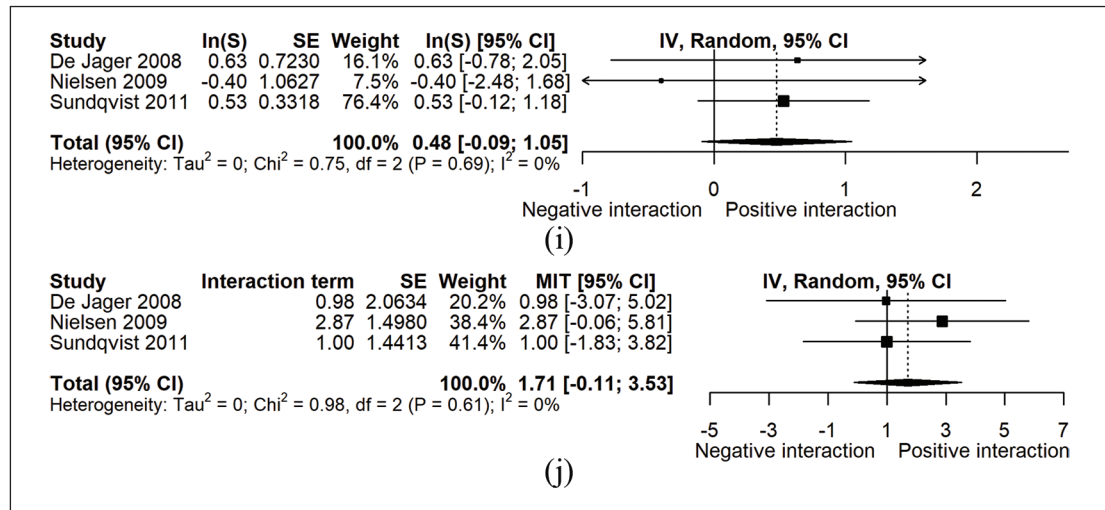 Study ln(S) SE Weight ln(S) [95% CI] IV, Random, 95% CI
De Jager 2008 0.63 0.7230 16.1% 0.63 [-0.78; 2.05]
Nielsen 2009 -0.40 1.0627 7.5% -0.40 [-2.48; 1.68]
Sundqvist 2011 0.53 0.3318 76.4% 0.53 [-0.12; 1.18]
Total (95% CI) 100.0% 0.48 [-0.09; 1.05]
Heterogeneity: Tau² = 0; Chi² = 0.75, df = 2 (P = 0.69); I² = 0%
-1 0 1 2
Negative interaction Positive interaction
(i)
Study Interaction term SE Weight MIT [95% CI] IV, Random, 95% CI
De Jager 2008 0.98 2.0634 20.2% 0.98 [-3.07; 5.02]
Nielsen 2009 2.87 1.4980 38.4% 2.87 [-0.06; 5.81]
Sundqvist 2011 1.00 1.4413 41.4% 1.00 [-1.83; 3.82]
Total (95% CI) 100.0% 1.71 [-0.11; 3.53]
Heterogeneity: Tau² = 0; Chi² = 0.98, df = 2 (P = 0.61); I² = 0%
-5 -3 -1 1 3 5 7
Negative interaction Positive interaction
(j)